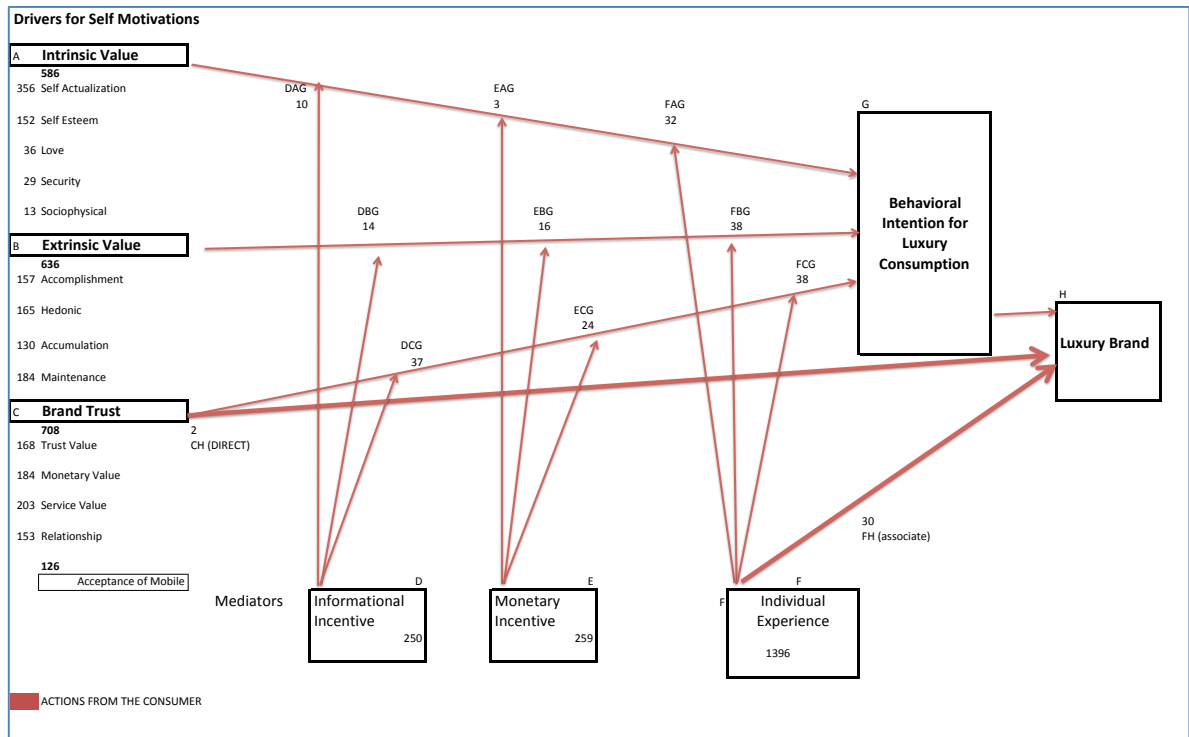 Drivers for Self Motivations
A Intrinsic Value
586
356 Self Actualization
152 Self Esteem
36 Love
29 Security
13 Sociophysical
B Extrinsic Value
636
157 Accomplishment
165 Hedonic
130 Accumulation
184 Maintenance
C Brand Trust
708
168 Trust Value
184 Monetary Value
203 Service Value
153 Relationship
126
Acceptance of Mobile
2
CH (DIRECT)
DAG
10
EAG
3
FAG
32
DBG
14
EBG
16
FBG
38
DCG
37
ECG
24
FCG
38
G
Behavioral
Intention for
Luxury
Consumption
H
Luxury Brand
30
FH (associate)
Mediators
D
Informational
Incentive
250
E
Monetary
Incentive
259
F
F
Individual
Experience
1396
ACTIONS FROM THE CONSUMER